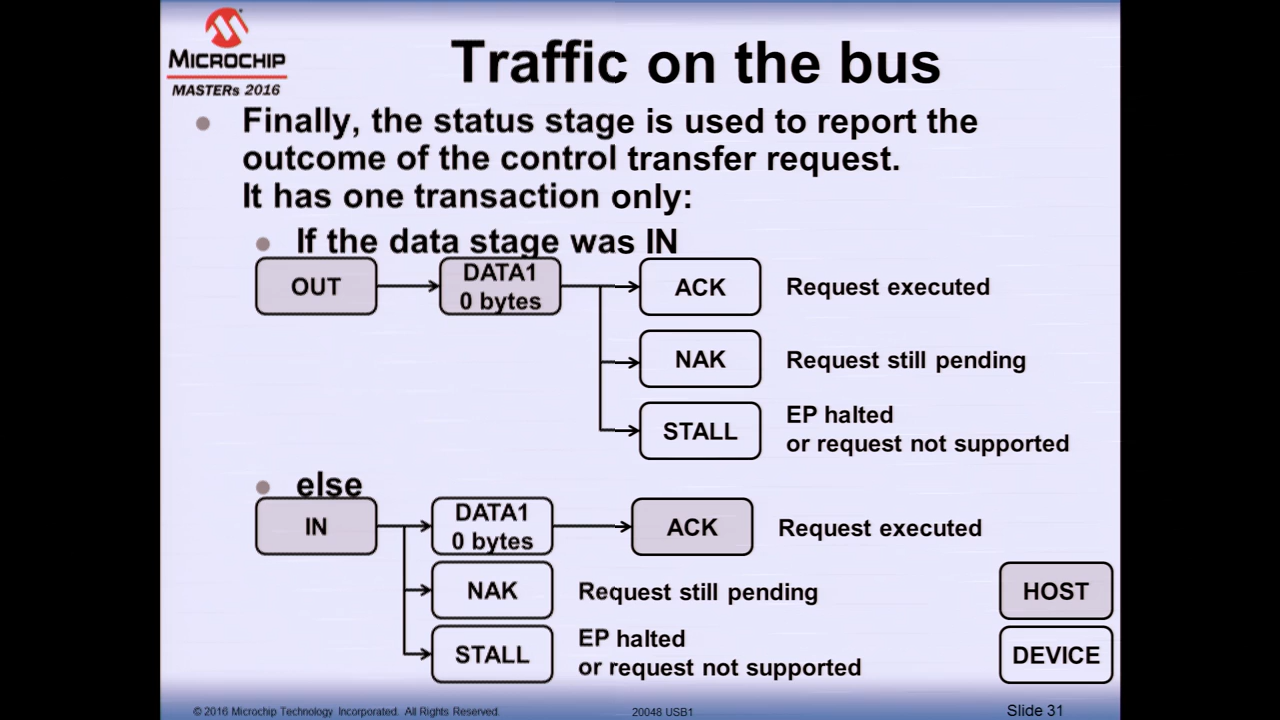 MICROCHIP
MASTERs 2016
Traffic on the bus
Finally, the status stage is used to report the
outcome of the control transfer request.
It has one transaction only:
If the data stage was IN
OUT
DATA1
0 bytes
ACK
Request executed
NAK
Request still pending
STALL
EP halted
or request not supported
else
IN
DATA1
0 bytes
ACK
Request executed
NAK
Request still pending
STALL
EP halted
or request not supported
HOST
DEVICE
© 2016 Microchip Technology Incorporated. All Rights Reserved.
20048 USB1
Slide 31